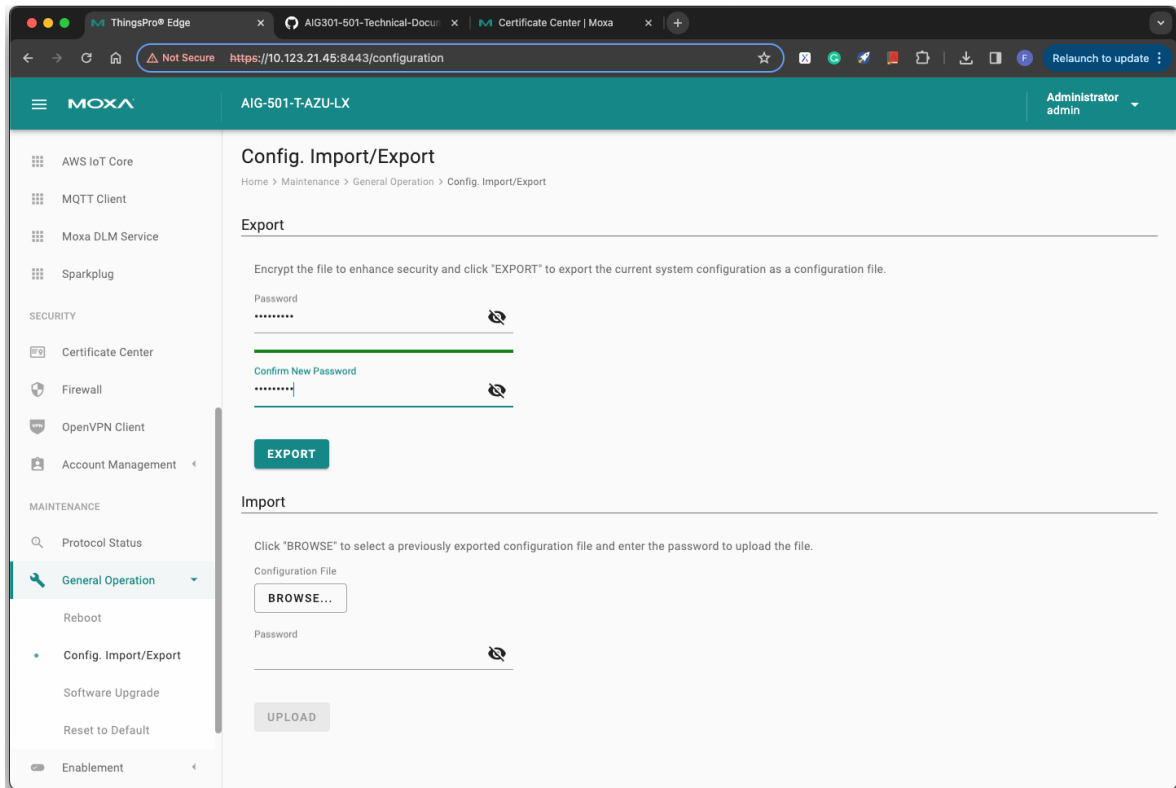 ThingsPro® Edge
AIG301-501-Technical-Docun
Certificate Center | Moxa
Not Secure https://10.123.21.45:8443/configuration
Relaunch to update
MOXA
AIG-501-T-AZU-LX
Administrator
admin
AWS IoT Core
MQTT Client
Moxa DLM Service
Sparkplug
SECURITY
Certificate Center
Firewall
OpenVPN Client
Account Management
MAINTENANCE
Protocol Status
General Operation
Reboot
Config. Import/Export
Software Upgrade
Reset to Default
Enablement
Config. Import/Export
Home > Maintenance > General Operation > Config. Import/Export
Export
Encrypt the file to enhance security and click "EXPORT" to export the current system configuration as a configuration file.
Password
•••••••••
Confirm New Password
•••••••••
EXPORT
Import
Click "BROWSE" to select a previously exported configuration file and enter the password to upload the file.
Configuration File
BROWSE...
Password
UPLOAD